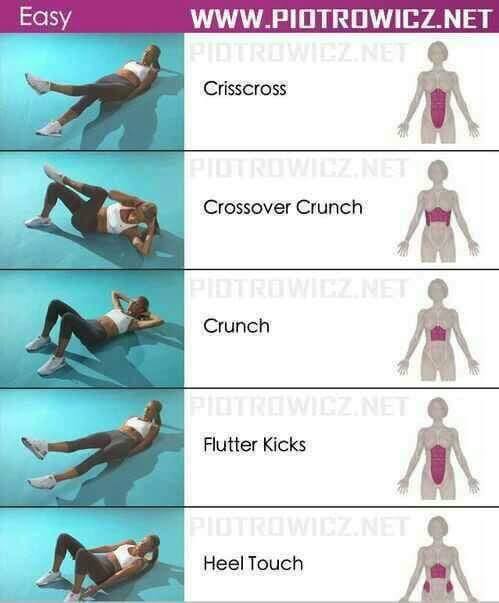 Easy
WWW.PIOTROWICZ.NET
PIOTROWICZ.NET
Crisscross
PIOTROWICZ.NET
Crossover Crunch
PIOTROWICZ.NET
Crunch
PIOTROWICZ.NET
Flutter Kicks
PIOTROWICZ.NET
Heel Touch